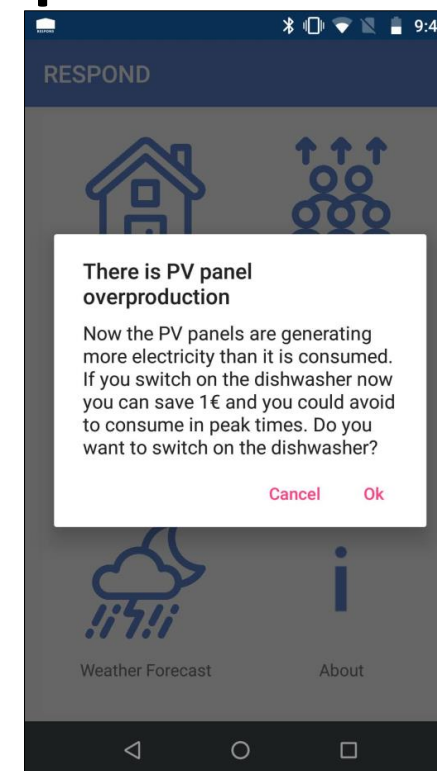 9:4
RESPOND
There is PV panel
overproduction
Now the PV panels are generating
more electricity than it is consumed.
If you switch on the dishwasher now
you can save 1€ and you could avoid
to consume in peak times. Do you
want to switch on the dishwasher?
Cancel Ok
Weather Forecast About